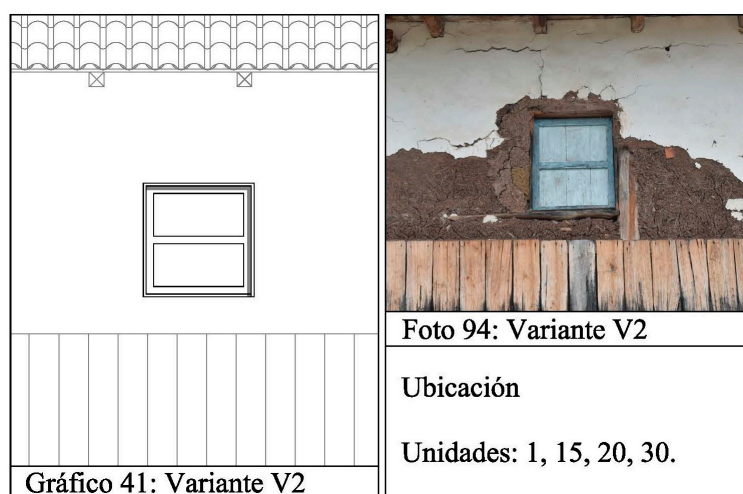 Gráfico 41: Variante V2
Foto 94: Variante V2
Ubicación
Unidades: 1, 15, 20, 30.